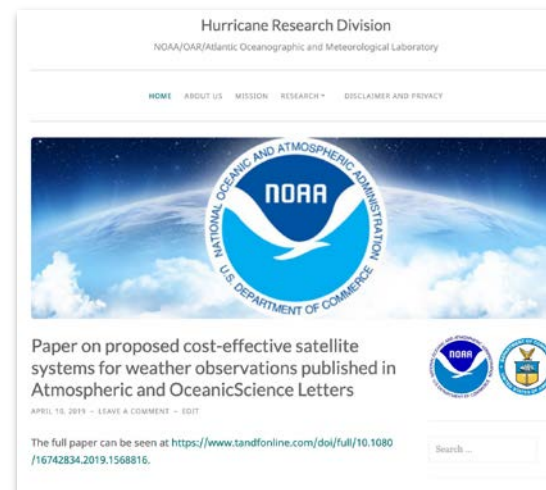 Hurricane Research Division
NOAA/OAR/Atlantic Oceanographic and Meteorological Laboratory
HOME ABOUT US MISSION RESEARCH DISCLAIMER AND PRIVACY
NATIONAL OCEANIC AND ATMOSPHERIC ADMINISTRATION
NOAA
U.S. DEPARTMENT OF COMMERCE
Paper on proposed cost-effective satellite
systems for weather observations published in
Atmospheric and OceanicScience Letters
APRIL 10, 2019 – LEAVE A COMMENT – EDIT
NOAA
The full paper can be seen at https://www.tandfonline.com/doi/full/10.1080
/16742834.2019.1568816.
Search ...